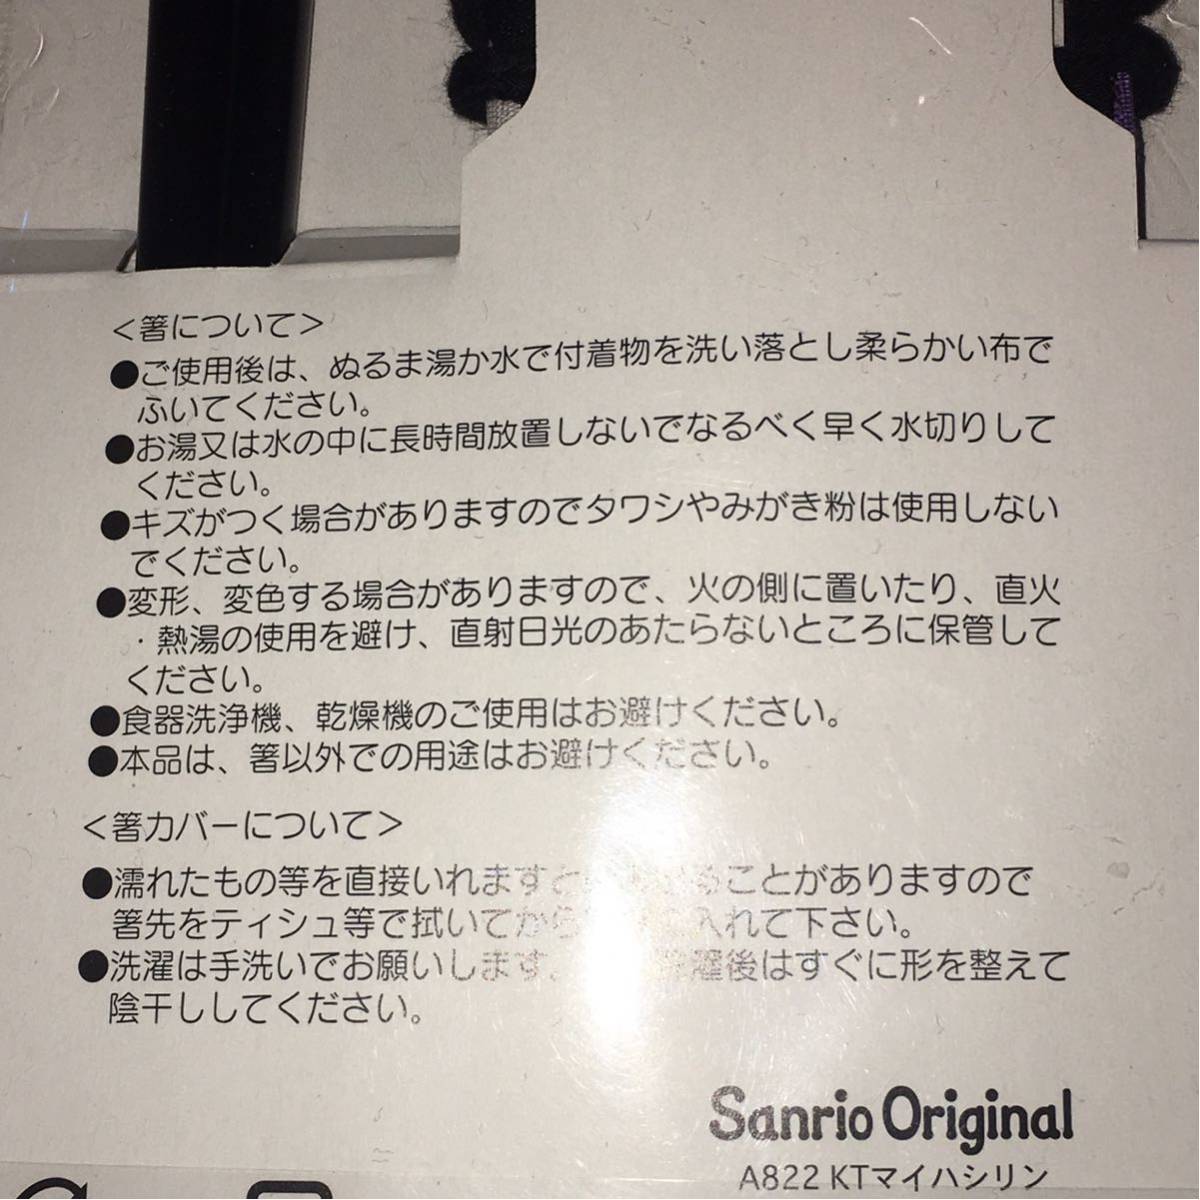 ＜箸について＞
●ご使用後は、ぬるま湯か水で付着物を洗い落とし柔らかい布で
ふいてください。
●お湯又は水の中に長時間放置しないでなるべく早く水切りして
ください。
●キズがつく場合がありますのでタワシやみがき粉は使用しない
でください。
●変形、変色する場合がありますので、火の側に置いたり、直火
・熱湯の使用を避け、直射日光のあたらないところに保管して
ください。
●食器洗浄機、乾燥機のご使用はお避けください。
●本品は、箸以外での用途はお避けください。
＜箸カバーについて＞
●濡れたもの等を直接いれますと ることがありますので
箸先をティシュ等で拭いてから 入れて下さい。
●洗濯は手洗いでお願いします。 洗濯後はすぐに形を整えて
陰干ししてください。
Sanrio Original
A822 KTマイハシリン